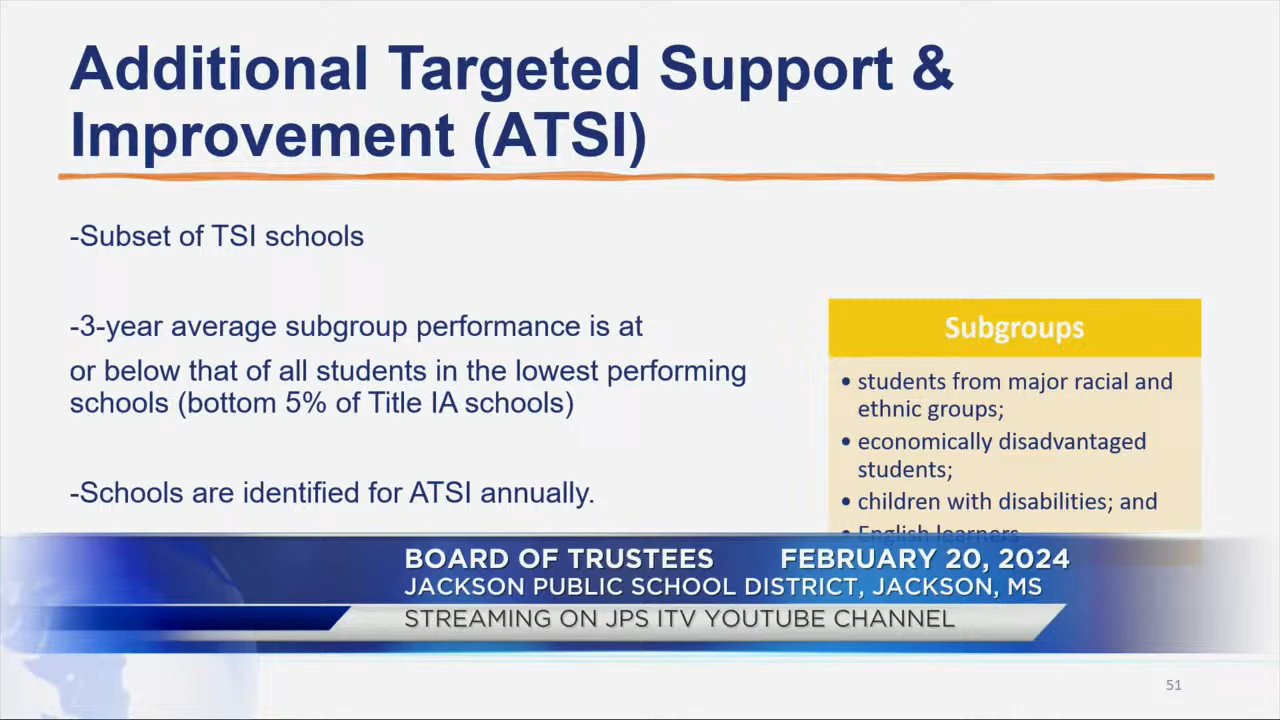 Additional Targeted Support &
Improvement (ATSI)
-Subset of TSI schools
-3-year average subgroup performance is at
or below that of all students in the lowest performing
schools (bottom 5% of Title IA schools)
-Schools are identified for ATSI annually.
Subgroups
• students from major racial and
ethnic groups;
• economically disadvantaged
students;
• children with disabilities; and
• English learners
BOARD OF TRUSTEES FEBRUARY 20, 2024
JACKSON PUBLIC SCHOOL DISTRICT, JACKSON, MS
STREAMING ON JPS ITV YOUTUBE CHANNEL
51